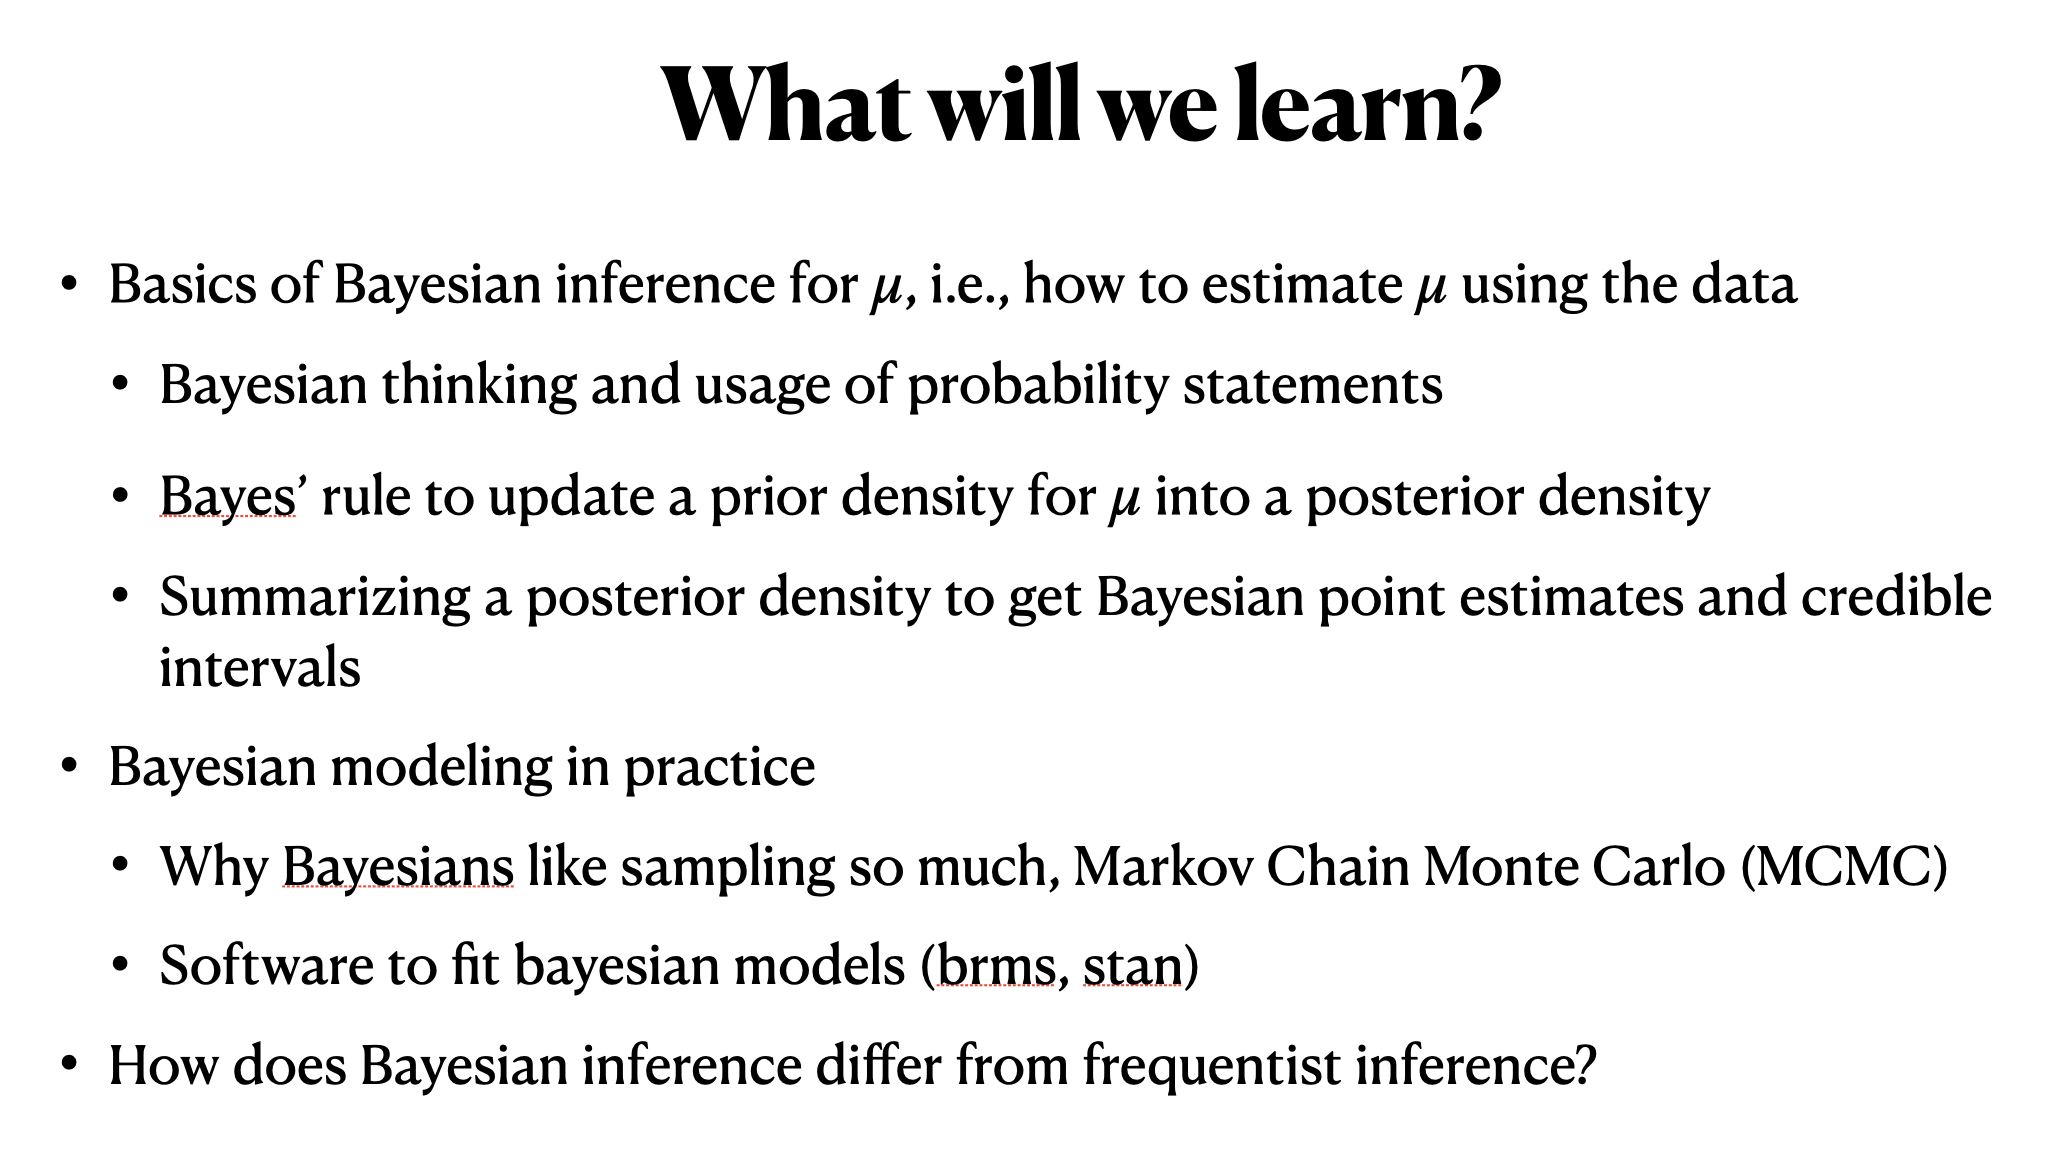 What will we learn?
• Basics of Bayesian inference for μ, i.e., how to estimate μ using the data
• Bayesian thinking and usage of probability statements
• Bayes’ rule to update a prior density for μ into a posterior density
• Summarizing a posterior density to get Bayesian point estimates and credible
intervals
• Bayesian modeling in practice
• Why Bayesians like sampling so much, Markov Chain Monte Carlo (MCMC)
• Software to fit bayesian models (brms, stan)
• How does Bayesian inference differ from frequentist inference?